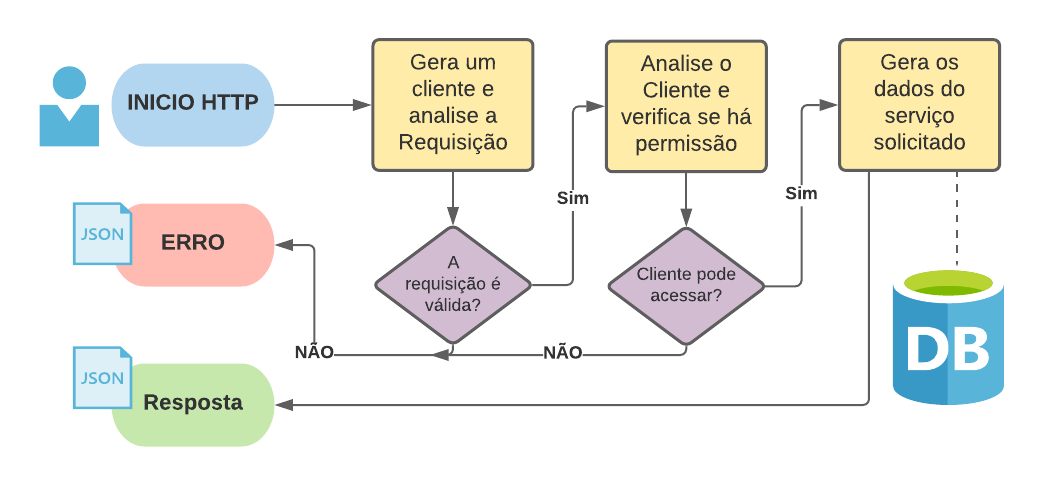 INICIO HTTP
Gera um
cliente e
analise a
Requisição
Analise o
Cliente e
verifica se há
permissão
Gera os
dados do
serviço
solicitado
Sim
Sim
JSON
ERRO
A
requisição é
válida?
Cliente pode
acessar?
NÃO
NÃO
DB
JSON
Resposta